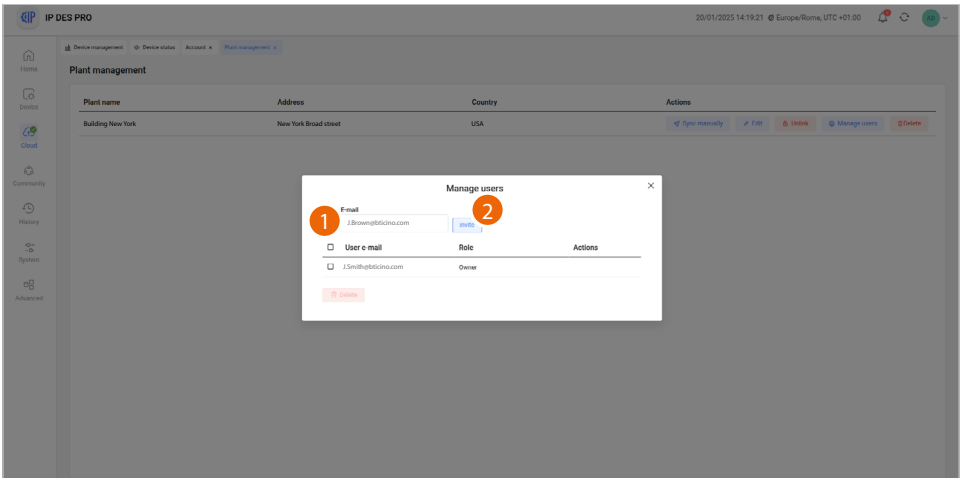 IP IP DES PRO
20/01/2025 14:19:21 Europe/Rome, UTC +01:00 AD
Device management Device status Account × Plant management ×
Home
Device
Cloud
Community
History
System
Advanced
Plant management
Plant name Address Country Actions
Building New York New York Broad street USA Sync manually Edit Unlink Manage users Delete
Manage users ×
E-mail
1 J.Brown@bticino.com 2 Invite
User e-mail Role Actions
J.Smith@bticino.com Owner
Delete